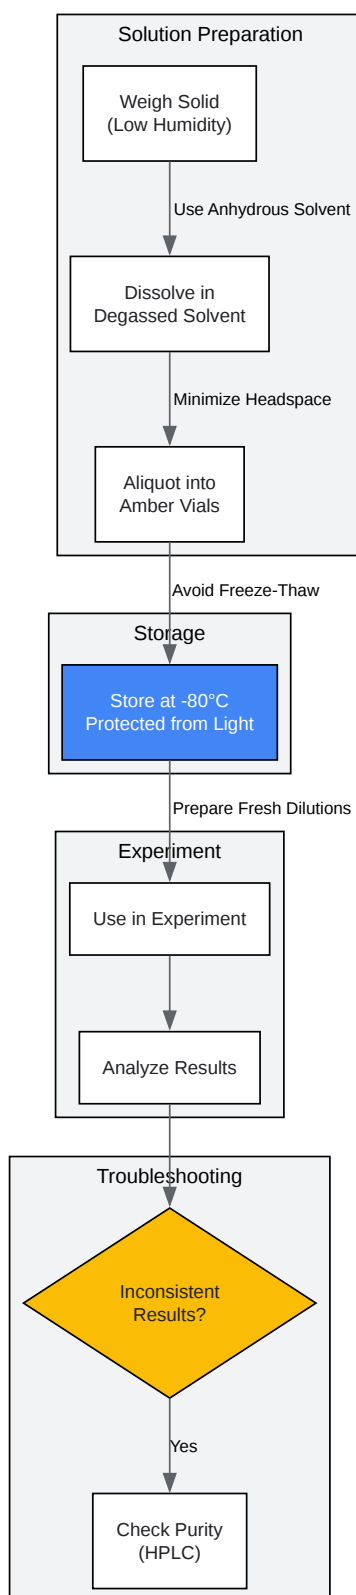 Solution Preparation
Weigh Solid
(Low Humidity)
Use Anhydrous Solvent
Dissolve in
Degassed Solvent
Minimize Headspace
Aliquot into
Amber Vials
Avoid Freeze-Thaw
Storage
Store at -80°C
Protected from Light
Prepare Fresh Dilutions
Experiment
Use in Experiment
Analyze Results
Troubleshooting
Inconsistent
Results?
Yes
Check Purity
(HPLC)